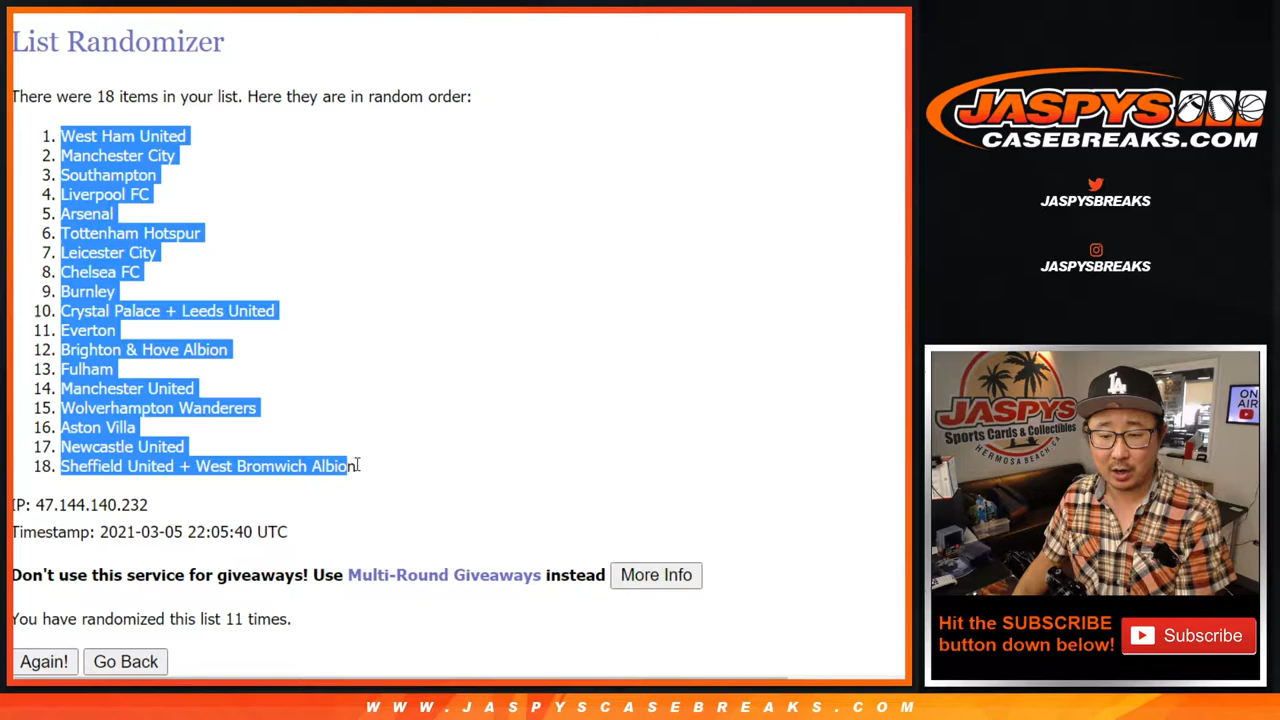 List Randomizer
There were 18 items in your list. Here they are in random order:
1. West Ham United
2. Manchester City
3. Southampton
4. Liverpool FC
5. Arsenal
6. Tottenham Hotspur
7. Leicester City
8. Chelsea FC
9. Burnley
10. Crystal Palace + Leeds United
11. Everton
12. Brighton & Hove Albion
13. Fulham
14. Manchester United
15. Wolverhampton Wanderers
16. Aston Villa
17. Newcastle United
18. Sheffield United + West Bromwich Albion
IP: 47.144.140.232
Timestamp: 2021-03-05 22:05:40 UTC
Don't use this service for giveaways! Use Multi-Round Giveaways instead More Info
You have randomized this list 11 times.
Again! Go Back
JASPYS
CASEBREAKS.COM
JASPYSBREAKS
JASPYSBREAKS
JASPYS
Sports Cards & Collectibles
HERMOSA BEACH, CA
LA
ON
AIR
Hit the SUBSCRIBE
button down below!
Subscribe
WWW.JASPYSCASEBREAKS.COM